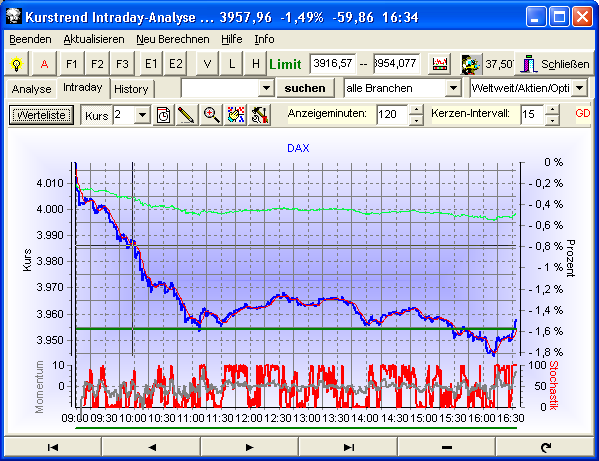 Kurstrend Intraday-Analyse ... 3957,96 -1,49% -59,86 16:34
Beenden Aktualisieren Neu Berechnen Hilfe Info
A F1 F2 F3 E1 E2 V L H Limit 3916,57 -- 3954,077 37,50 Schließen
Analyse Intraday History suchen alle Branchen Weltweit/Aktien/Opti
Werteliste Kurs 2 Anzeigeminuten: 120 Kerzen-Intervall: 15 GD
DAX
0 %
4.010 - 0,2 %
- 0,4 %
4.000
- 0,6 %
3.990
- 0,8 %
Kurs Prozent
3.980
- 1 %
3.970 - 1,2 %
3.960 - 1,4 %
- 1,6 %
3.950
- 1,8 %
Momentum 10 0
100 50 0 Stochastik
09:00 09:30 10:00 10:30 11:00 11:30 12:00 12:30 13:00 13:30 14:00 14:30 15:00 15:30 16:00 16:30